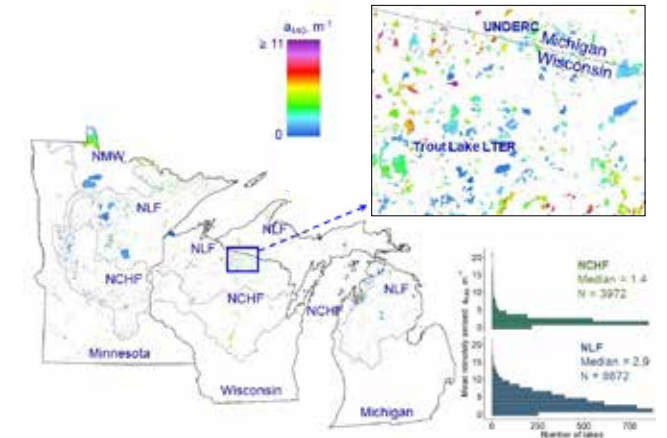 a440, m-1
≥ 11
0
UNDERC
Michigan
Wisconsin
Trout Lake LTER
NMW
NLF
NLF
NLF
NCHF
NCHF
NCHF
NLF
Minnesota
Wisconsin
Michigan
NCHF
Median = 1.4
N = 3972
20
15
10
5
0
NLF
Median = 2.9
N = 8672
20
15
10
5
0
Mean remotely sensed a440 m-1
0
250
500
750
Number of lakes